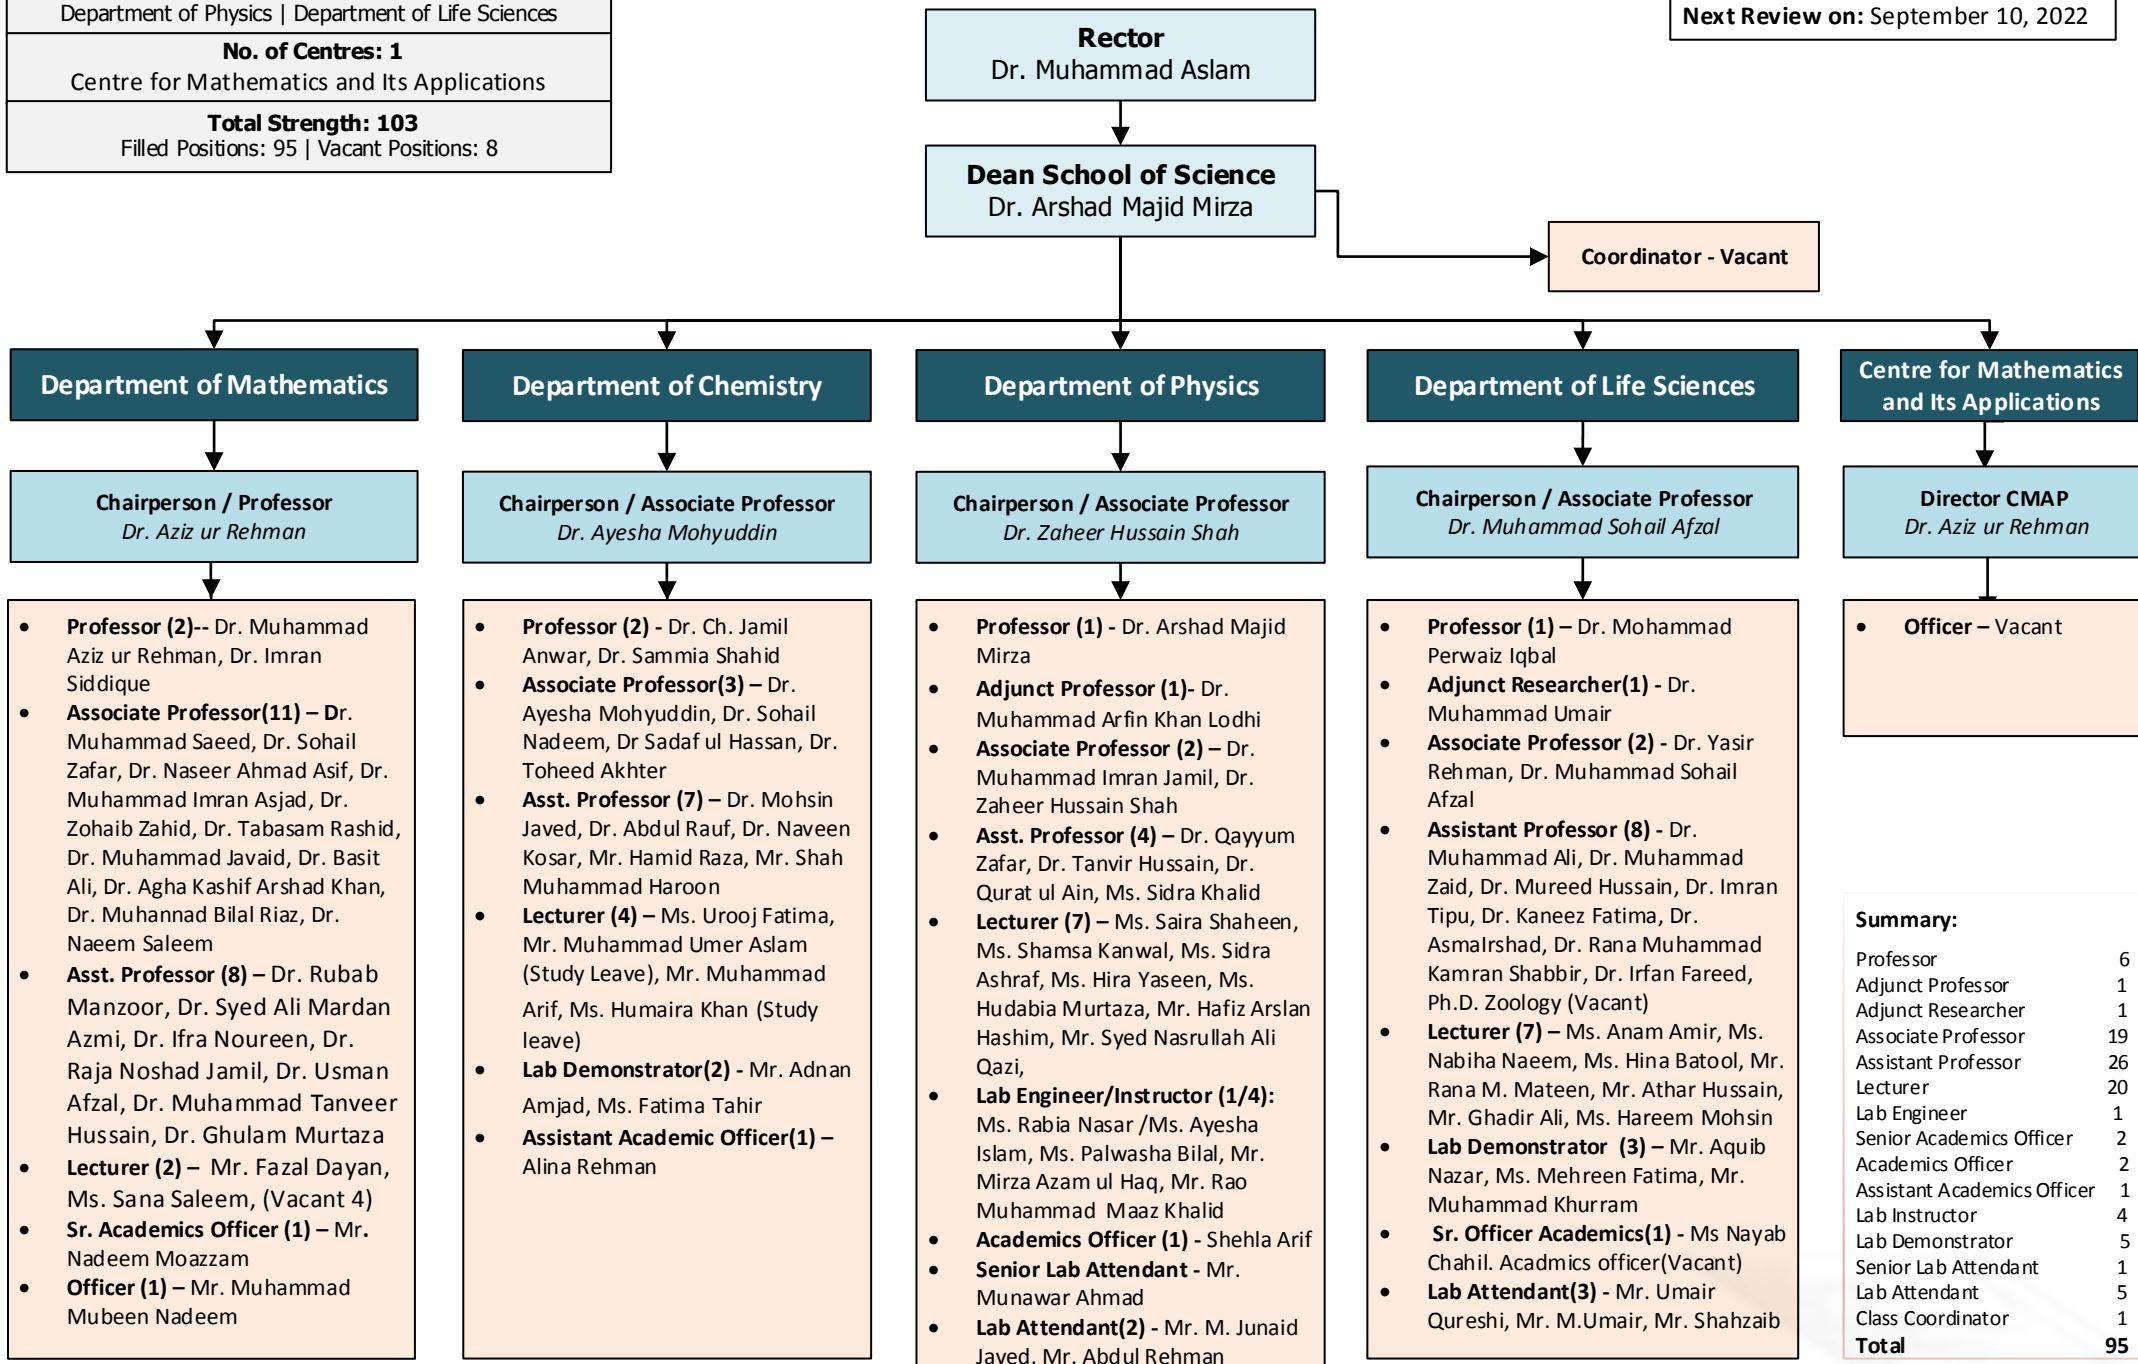 Department of Physics | Department of Life Sciences
No. of Centres: 1
Centre for Mathematics and Its Applications
Total Strength: 103
Filled Positions: 95 | Vacant Positions: 8
Next Review on: September 10, 2022
Rector
Dr. Muhammad Aslam
Dean School of Science
Dr. Arshad Majid Mirza
Coordinator - Vacant
Department of Mathematics
Chairperson / Professor
Dr. Aziz ur Rehman
• Professor (2)-- Dr. Muhammad
Aziz ur Rehman, Dr. Imran
Siddique
• Associate Professor(11) – Dr.
Muhammad Saeed, Dr. Sohail
Zafar, Dr. Naseer Ahmad Asif, Dr.
Muhammad Imran Asjad, Dr.
Zohaib Zahid, Dr. Tabasam Rashid,
Dr. Muhammad Javaid, Dr. Basit
Ali, Dr. Agha Kashif Arshad Khan,
Dr. Muhannad Bilal Riaz, Dr.
Naeem Saleem
• Asst. Professor (8) – Dr. Rubab
Manzoor, Dr. Syed Ali Mardan
Azmi, Dr. Ifra Noureen, Dr.
Raja Noshad Jamil, Dr. Usman
Afzal, Dr. Muhammad Tanveer
Hussain, Dr. Ghulam Murtaza
• Lecturer (2) – Mr. Fazal Dayan,
Ms. Sana Saleem, (Vacant 4)
• Sr. Academics Officer (1) – Mr.
Nadeem Moazzam
• Officer (1) – Mr. Muhammad
Mubeen Nadeem
Department of Chemistry
Chairperson / Associate Professor
Dr. Ayesha Mohyuddin
• Professor (2) - Dr. Ch. Jamil
Anwar, Dr. Sammia Shahid
• Associate Professor(3) – Dr.
Ayesha Mohyuddin, Dr. Sohail
Nadeem, Dr Sadaf ul Hassan, Dr.
Toheed Akhter
• Asst. Professor (7) – Dr. Mohsin
Javed, Dr. Abdul Rauf, Dr. Naveen
Kosar, Mr. Hamid Raza, Mr. Shah
Muhammad Haroon
• Lecturer (4) – Ms. Urooj Fatima,
Mr. Muhammad Umer Aslam
(Study Leave), Mr. Muhammad
Arif, Ms. Humaira Khan (Study
leave)
• Lab Demonstrator(2) - Mr. Adnan
Amjad, Ms. Fatima Tahir
• Assistant Academic Officer(1) –
Alina Rehman
Department of Physics
Chairperson / Associate Professor
Dr. Zaheer Hussain Shah
• Professor (1) - Dr. Arshad Majid
Mirza
• Adjunct Professor (1)- Dr.
Muhammad Arfin Khan Lodhi
• Associate Professor (2) – Dr.
Muhammad Imran Jamil, Dr.
Zaheer Hussain Shah
• Asst. Professor (4) – Dr. Qayyum
Zafar, Dr. Tanvir Hussain, Dr.
Qurat ul Ain, Ms. Sidra Khalid
• Lecturer (7) – Ms. Saira Shaheen,
Ms. Shamsa Kanwal, Ms. Sidra
Ashraf, Ms. Hira Yaseen, Ms.
Hudabia Murtaza, Mr. Hafiz Arslan
Hashim, Mr. Syed Nasrullah Ali
Qazi,
• Lab Engineer/Instructor (1/4):
Ms. Rabia Nasar /Ms. Ayesha
Islam, Ms. Palwasha Bilal, Mr.
Mirza Azam ul Haq, Mr. Rao
Muhammad Maaz Khalid
• Academics Officer (1) - Shehla Arif
• Senior Lab Attendant - Mr.
Munawar Ahmad
• Lab Attendant(2) - Mr. M. Junaid
Javed, Mr. Abdul Rehman
Department of Life Sciences
Chairperson / Associate Professor
Dr. Muhammad Sohail Afzal
• Professor (1) – Dr. Mohammad
Perwaiz Iqbal
• Adjunct Researcher(1) - Dr.
Muhammad Umair
• Associate Professor (2) - Dr. Yasir
Rehman, Dr. Muhammad Sohail
Afzal
• Assistant Professor (8) - Dr.
Muhammad Ali, Dr. Muhammad
Zaid, Dr. Mureed Hussain, Dr. Imran
Tipu, Dr. Kaneez Fatima, Dr.
AsmaIrshad, Dr. Rana Muhammad
Kamran Shabbir, Dr. Irfan Fareed,
Ph.D. Zoology (Vacant)
• Lecturer (7) – Ms. Anam Amir, Ms.
Nabiha Naeem, Ms. Hina Batool, Mr.
Rana M. Mateen, Mr. Athar Hussain,
Mr. Ghadir Ali, Ms. Hareem Mohsin
• Lab Demonstrator (3) – Mr. Aquib
Nazar, Ms. Mehreen Fatima, Mr.
Muhammad Khurram
• Sr. Officer Academics(1) - Ms Nayab
Chahil. Acadmics officer(Vacant)
• Lab Attendant(3) - Mr. Umair
Qureshi, Mr. M.Umair, Mr. Shahzaib
Centre for Mathematics
and Its Applications
Director CMAP
Dr. Aziz ur Rehman
• Officer – Vacant
Summary:
Professor 6
Adjunct Professor 1
Adjunct Researcher 1
Associate Professor 19
Assistant Professor 26
Lecturer 20
Lab Engineer 1
Senior Academics Officer 2
Academics Officer 2
Assistant Academics Officer 1
Lab Instructor 4
Lab Demonstrator 5
Senior Lab Attendant 1
Lab Attendant 5
Class Coordinator 1
Total 95